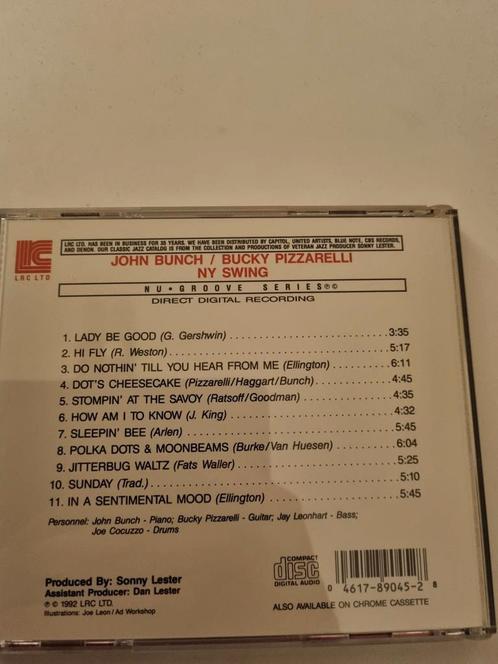 LRC LTD. HAS BEEN IN BUSINESS FOR 35 YEARS. WE HAVE BEEN DISTRIBUTED BY CAPITOL, UNITED ARTISTS, BLUE NOTE, CBS RECORDS,
AND DENON. OUR CLASSIC JAZZ CATALOG IS FROM THE COLLECTION AND PRODUCTIONS OF VETERAN JAZZ PRODUCER SONNY LESTER.
LRC LTD
JOHN BUNCH / BUCKY PIZZARELLI
NY SWING
NU • GROOVE SERIES ℗©
DIRECT DIGITAL RECORDING
1. LADY BE GOOD (G. Gershwin) 3:35
2. HI FLY (R. Weston) 5:17
3. DO NOTHIN' TILL YOU HEAR FROM ME (Ellington) 6:11
4. DOT'S CHEESECAKE (Pizzarelli/Haggart/Bunch) 4:45
5. STOMPIN' AT THE SAVOY (Ratsoff/Goodman) 4:35
6. HOW AM I TO KNOW (J. King) 4:32
7. SLEEPIN' BEE (Arlen) 5:45
8. POLKA DOTS & MOONBEAMS (Burke/Van Huesen) 6:04
9. JITTERBUG WALTZ (Fats Waller) 5:25
10. SUNDAY (Trad.) 5:10
11. IN A SENTIMENTAL MOOD (Ellington) 5:45
Personnel: John Bunch - Piano; Bucky Pizzarelli - Guitar; Jay Leonhart - Bass;
Joe Cocuzzo - Drums
Produced By: Sonny Lester
Assistant Producer: Dan Lester
℗ © 1992 LRC LTD.
Illustrations: Joe Leon / Ad Workshop
COMPACT
disc
DIGITAL AUDIO
0 4617-89045-2 8
ALSO AVAILABLE ON CHROME CASSETTE